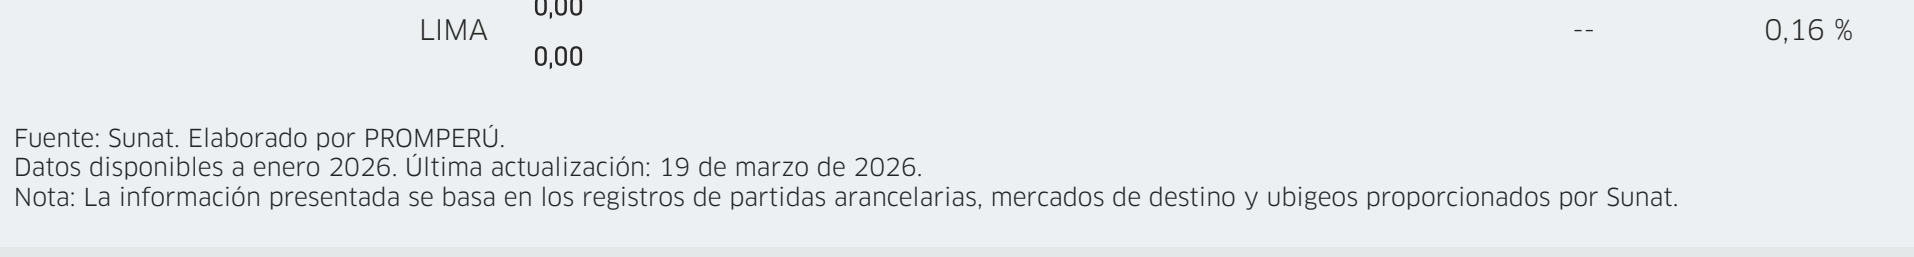 0,00
LIMA -- 0,16 %
0,00
Fuente: Sunat. Elaborado por PROMPERÚ.
Datos disponibles a enero 2026. Última actualización: 19 de marzo de 2026.
Nota: La información presentada se basa en los registros de partidas arancelarias, mercados de destino y ubigeos proporcionados por Sunat.